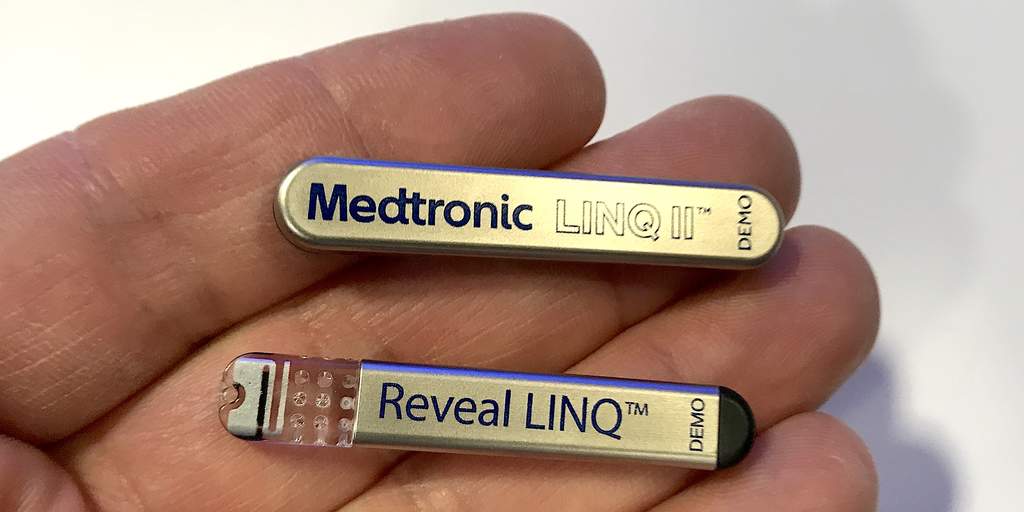 Medtronic LINQ II™ DEMO
Reveal LINQ™ DEMO